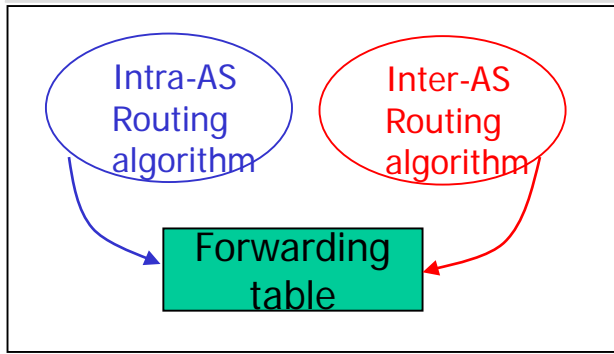 Intra-AS
Routing
algorithm
Inter-AS
Routing
algorithm
Forwarding
table